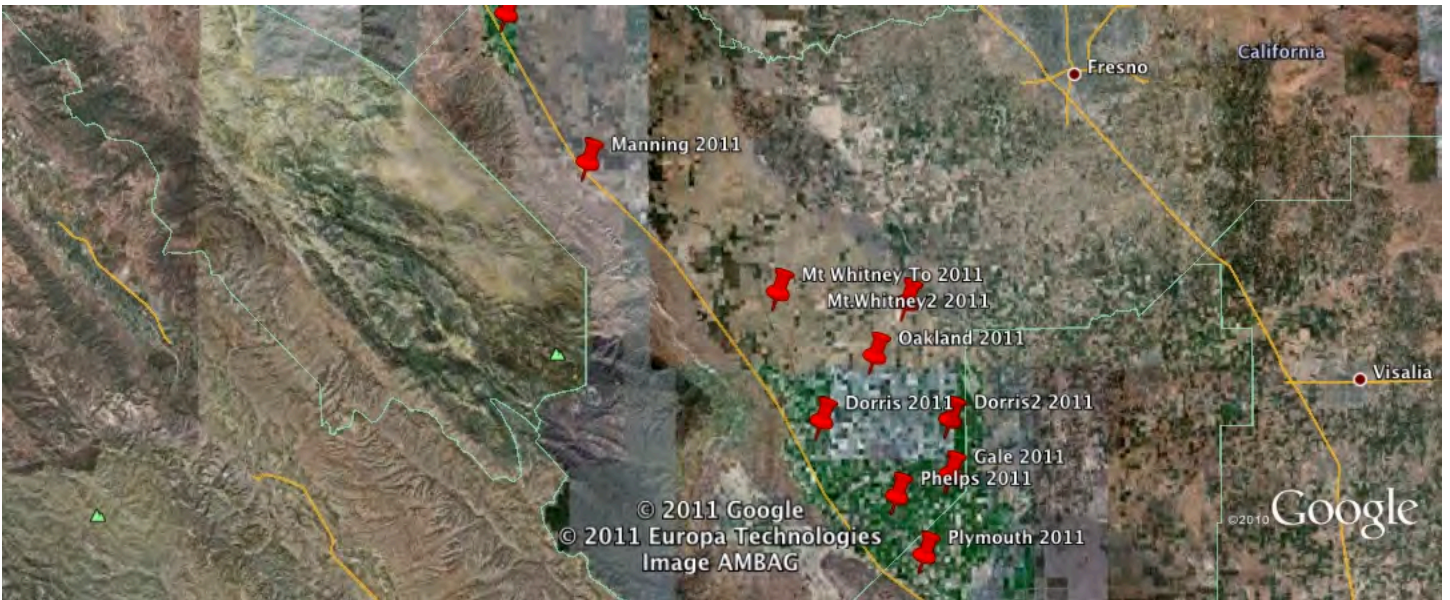 California
Fresno
Manning 2011
Mt Whitney To 2011
Mt.Whitney2 2011
Oakland 2011
Visalia
Dorris 2011
Dorris2 2011
Gale 2011
Phelps 2011
© 2011 Google
© 2011 Europa Technologies
Image AMBAG
©2010 Google
Plymouth 2011